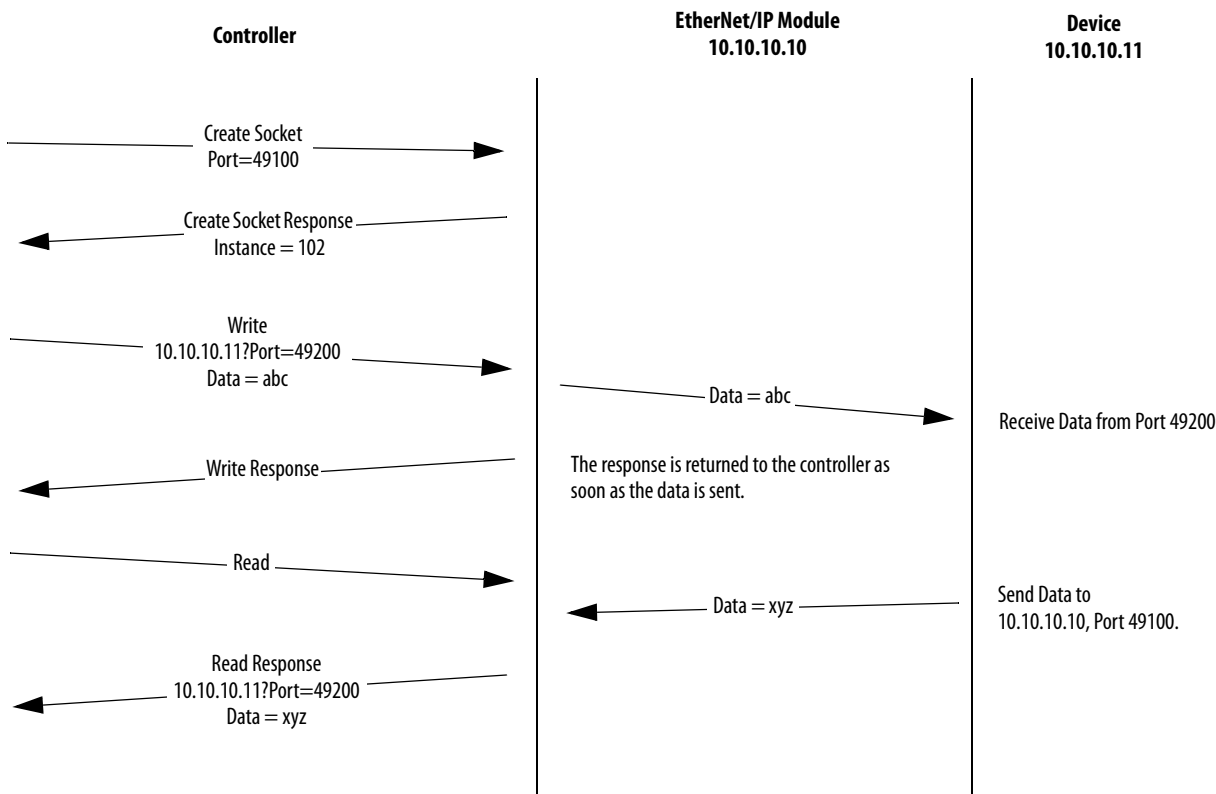 Controller
EtherNet/IP Module
10.10.10.10
Device
10.10.10.11
Create Socket
Port=49100
Create Socket Response
Instance = 102
Write
10.10.10.11?Port=49200
Data = abc
Data = abc
Receive Data from Port 49200
Write Response
The response is returned to the controller as
soon as the data is sent.
Read
Data = xyz
Send Data to
10.10.10.10, Port 49100.
Read Response
10.10.10.11?Port=49200
Data = xyz